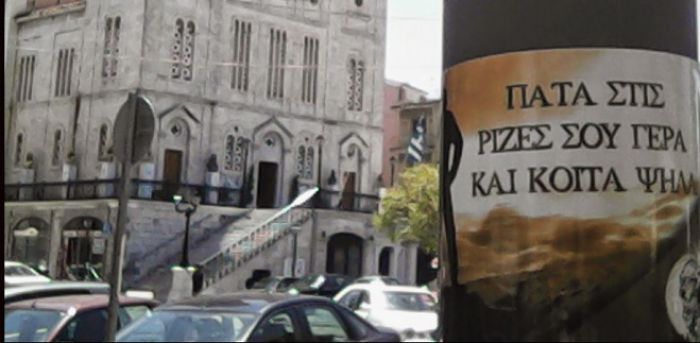 ΠΑΤΑ ΣΤΙΣ
ΡΙΖΕΣ ΣΟΥ ΓΕΡΑ
ΚΑΙ ΚΟΙΤΑ ΨΗΛΑ